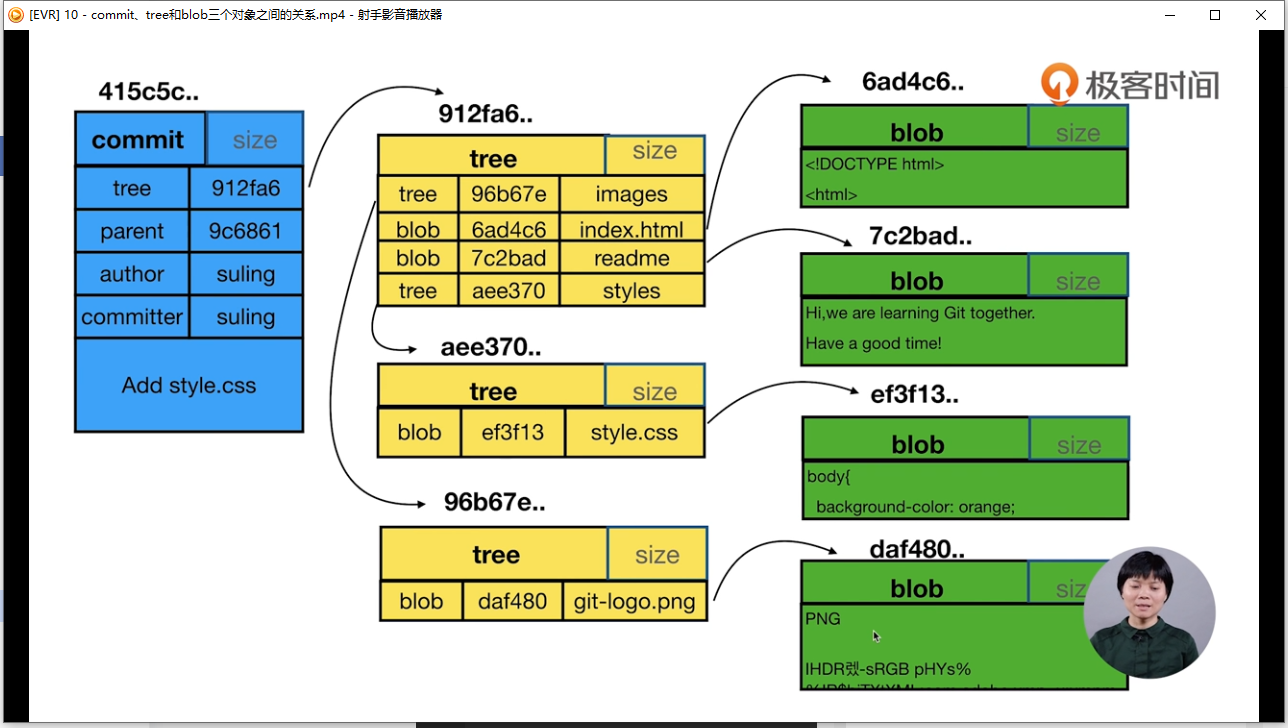 [EVR] 10 - commit、tree和blob三个对象之间的关系.mp4 - 射手影音播放器
极客时间
415c5c..
commit size
tree 912fa6
parent 9c6861
author suling
committer suling
Add style.css
912fa6..
tree size
tree 96b67e images
blob 6ad4c6 index.html
blob 7c2bad readme
tree aee370 styles
aee370..
tree size
blob ef3f13 style.css
96b67e..
tree size
blob daf480 git-logo.png
6ad4c6..
blob size
<!DOCTYPE html>
<html>
7c2bad..
blob size
Hi,we are learning Git together.
Have a good time!
ef3f13..
blob size
body{
background-color: orange;
daf480..
blob
PNG
IHDR렜-sRGB pHYs%